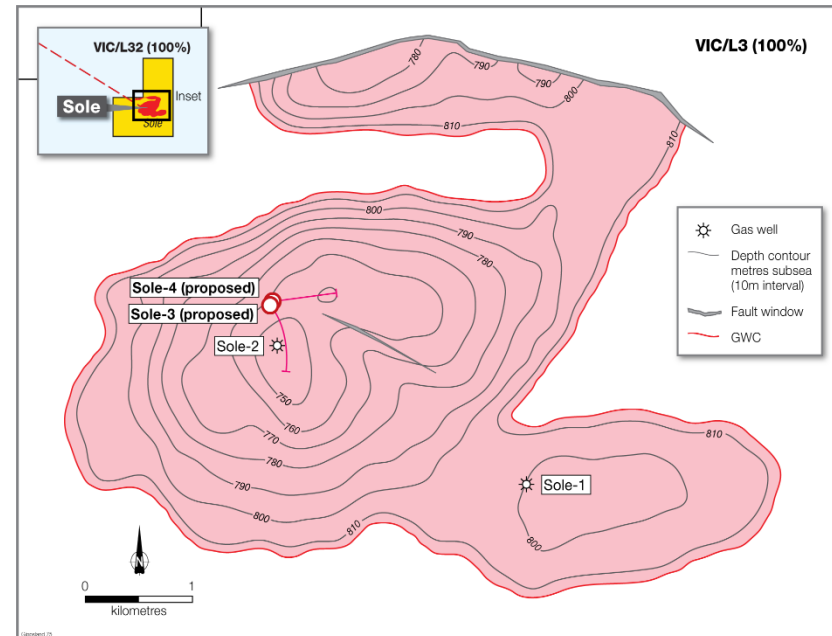 VIC/L32 (100%)
Sole
Inset
Sole
VIC/L3 (100%)
780
790
790
800
810
810
800
790
780
Sole-4 (proposed)
Sole-3 (proposed)
Sole-2
750
760
770
780
790
800
810
810
Sole-1
800
Gas well
Depth contour
metres subsea
(10m interval)
Fault window
GWC
N
0 1
kilometres